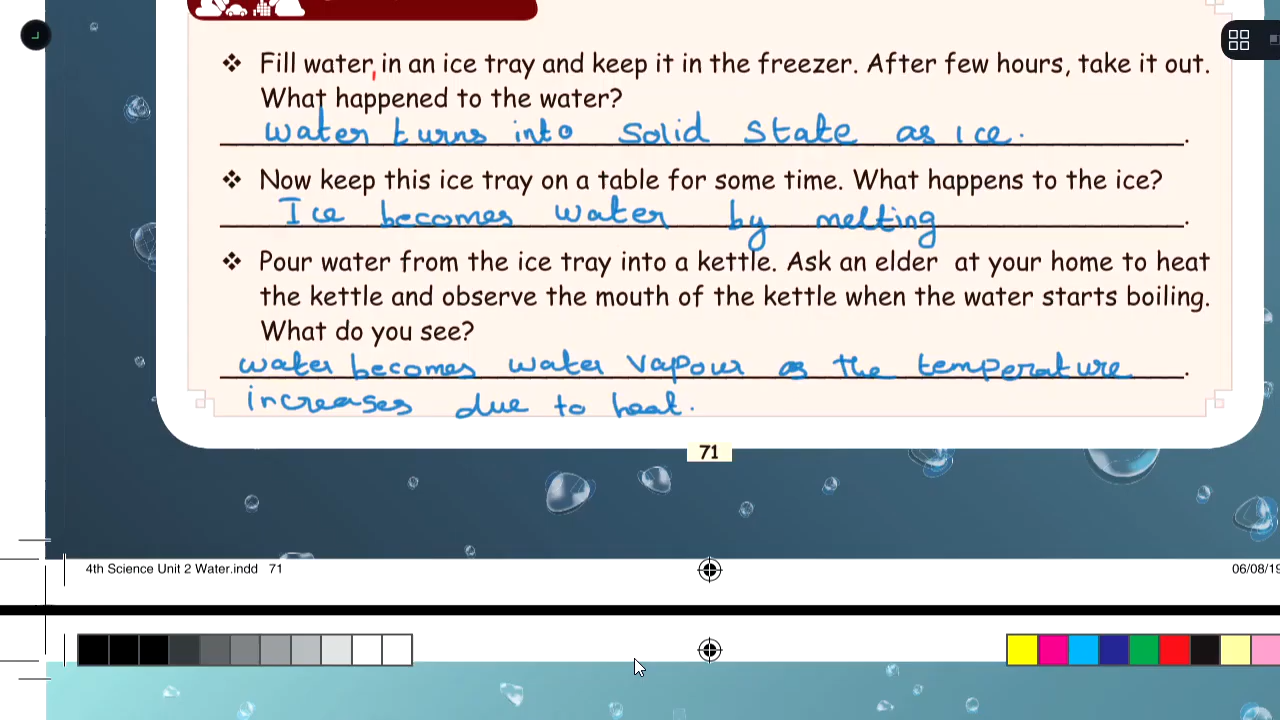 ❖ Fill water in an ice tray and keep it in the freezer. After few hours, take it out.
What happened to the water?
water turns into solid state as ice.
❖ Now keep this ice tray on a table for some time. What happens to the ice?
Ice becomes water by melting.
❖ Pour water from the ice tray into a kettle. Ask an elder at your home to heat
the kettle and observe the mouth of the kettle when the water starts boiling.
What do you see?
water becomes water vapour as the temperature.
increases due to heat.
71
4th Science Unit 2 Water.indd 71
06/08/19